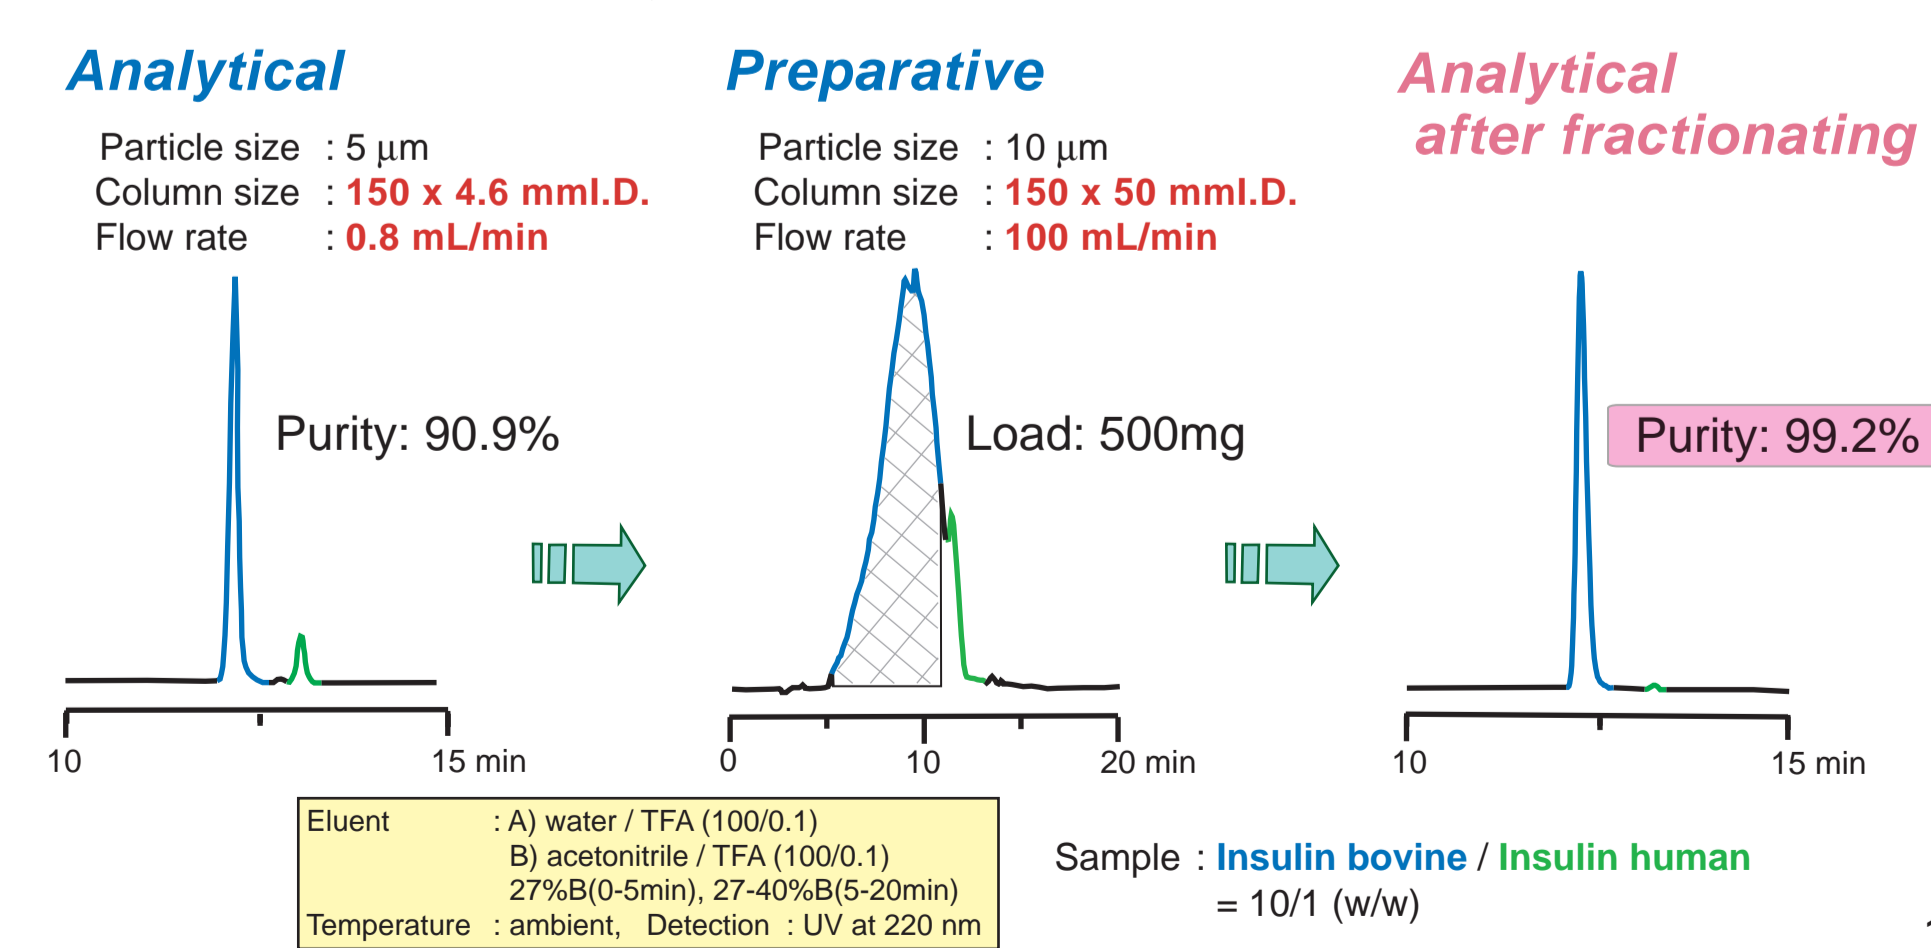 Analytical
Particle size : 5 μm
Column size : 150 x 4.6 mmI.D.
Flow rate : 0.8 mL/min
Purity: 90.9%
10 15 min
Preparative
Particle size : 10 μm
Column size : 150 x 50 mmI.D.
Flow rate : 100 mL/min
Load: 500mg
0 10 20 min
Analytical
after fractionating
Purity: 99.2%
10 15 min
Eluent : A) water / TFA (100/0.1)
B) acetonitrile / TFA (100/0.1)
27%B(0-5min), 27-40%B(5-20min)
Temperature : ambient, Detection : UV at 220 nm
Sample : Insulin bovine / Insulin human
= 10/1 (w/w)